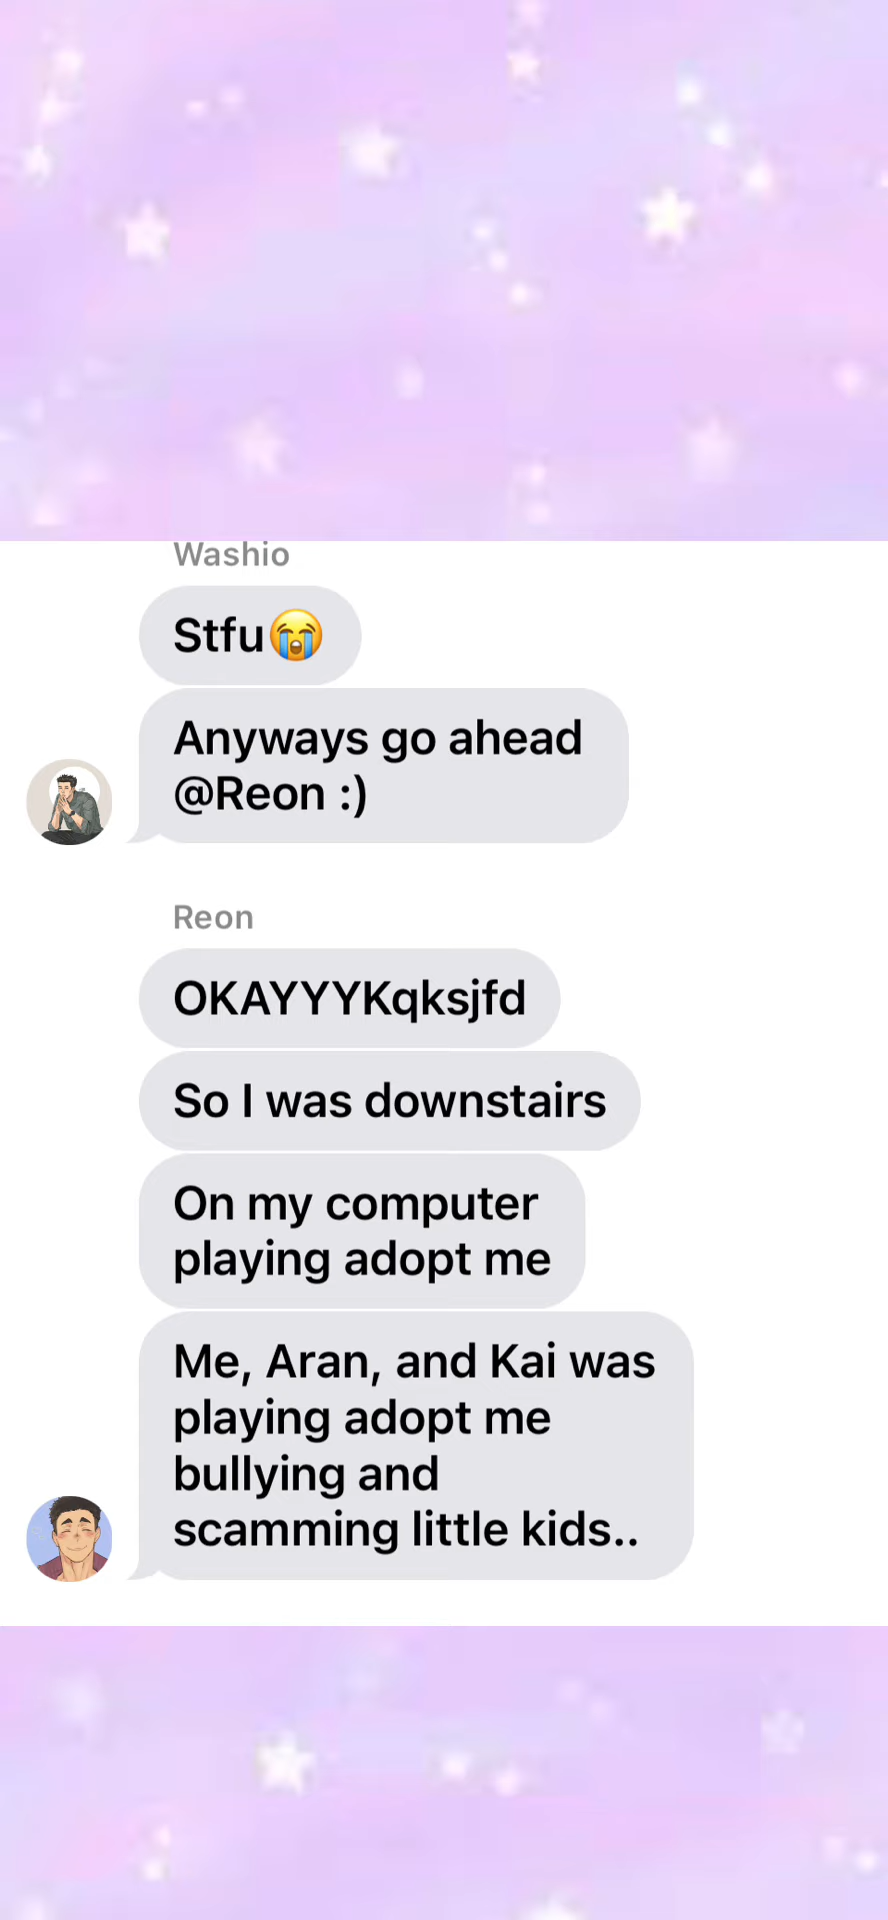 Washio
Stfu😭
Anyways go ahead
@Reon :)
Reon
OKAYYYKqksjfd
So I was downstairs
On my computer
playing adopt me
Me, Aran, and Kai was
playing adopt me
bullying and
scamming little kids..